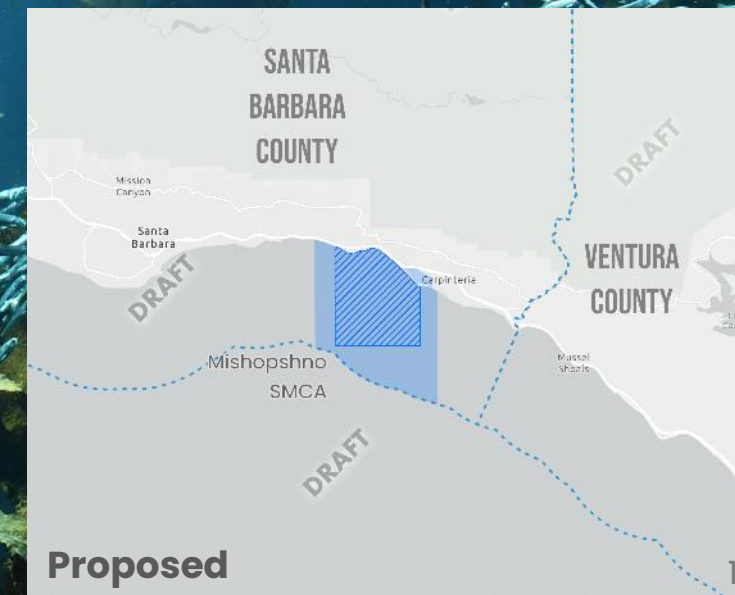 SANTA
BARBARA
COUNTY
DRAFT
Mission
Canyon
Santa
Barbara
VENTURA
COUNTY
DRAFT
Carpinteria
Mussel
Shoals
Mishopshno
SMCA
DRAFT
Proposed